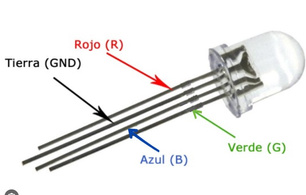 Rojo (R)
Tierra (GND)
Verde (G)
Azul (B)